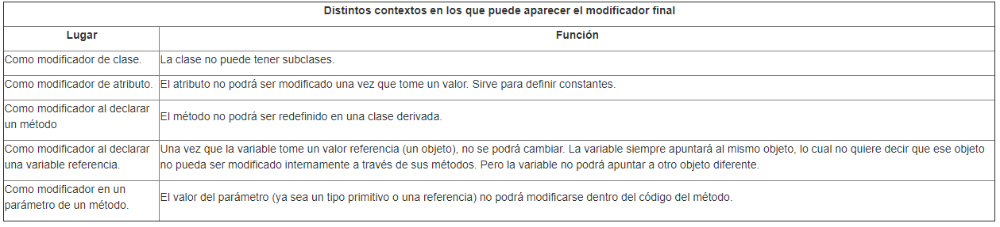 Distintos contextos en los que puede aparecer el modificador final
Lugar
Función
Como modificador de clase.
La clase no puede tener subclases.
Como modificador de atributo.
El atributo no podrá ser modificado una vez que tome un valor. Sirve para definir constantes.
Como modificador al declarar
un método
El método no podrá ser redefinido en una clase derivada.
Como modificador al declarar
una variable referencia.
Una vez que la variable tome un valor referencia (un objeto), no se podrá cambiar. La variable siempre apuntará al mismo objeto, lo cual no quiere decir que ese objeto
no pueda ser modificado internamente a través de sus métodos. Pero la variable no podrá apuntar a otro objeto diferente.
Como modificador en un
parámetro de un método.
El valor del parámetro (ya sea un tipo primitivo o una referencia) no podrá modificarse dentro del código del método.